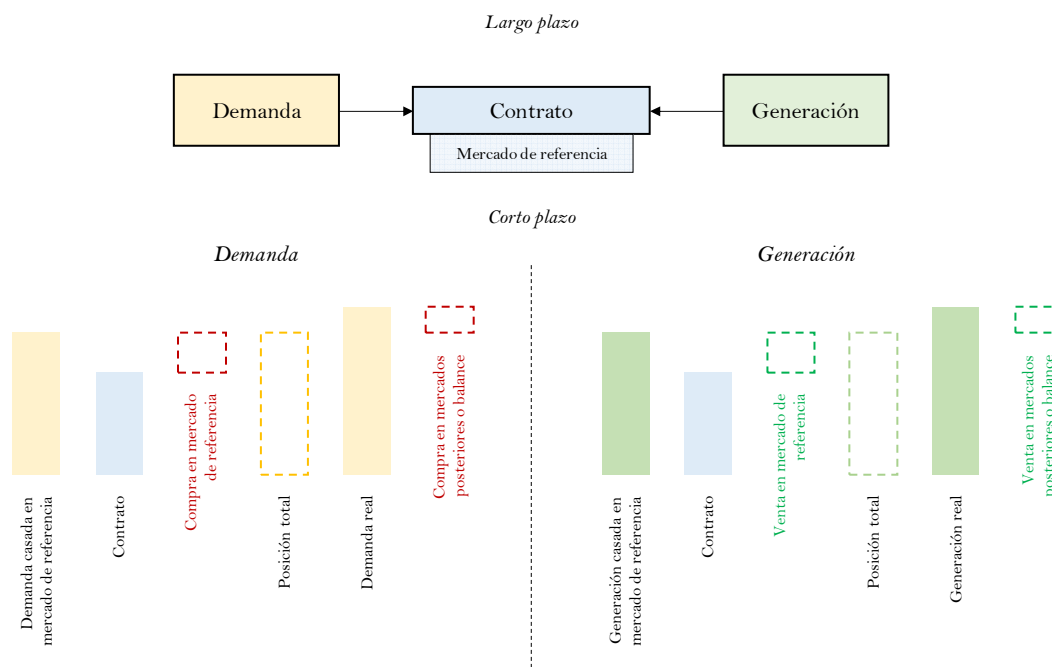 Largo plazo
Demanda
Contrato
Generación
Mercado de referencia
Corto plazo
Demanda
Generación
Demanda casada en
mercado de referencia
Contrato
Compra en mercado
de referencia
Posición total
Demanda real
Compra en mercados
posteriores o balance
Generación casada en
mercado de referencia
Contrato
Venta en mercado de
referencia
Posición total
Generación real
Venta en mercados
posteriores o balance